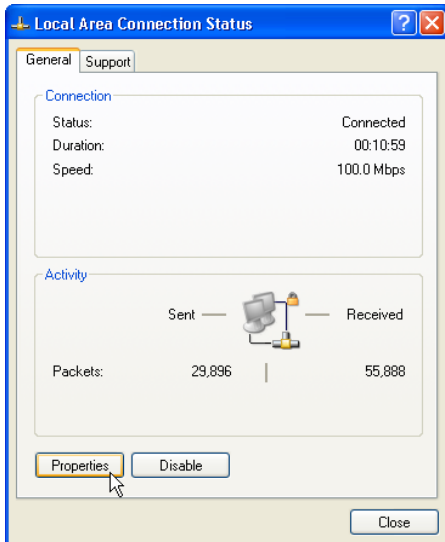 Local Area Connection Status
General Support
Connection
Status: Connected
Duration: 00:10:59
Speed: 100.0 Mbps
Activity
Sent Received
Packets: 29,896 55,888
Properties Disable
Close